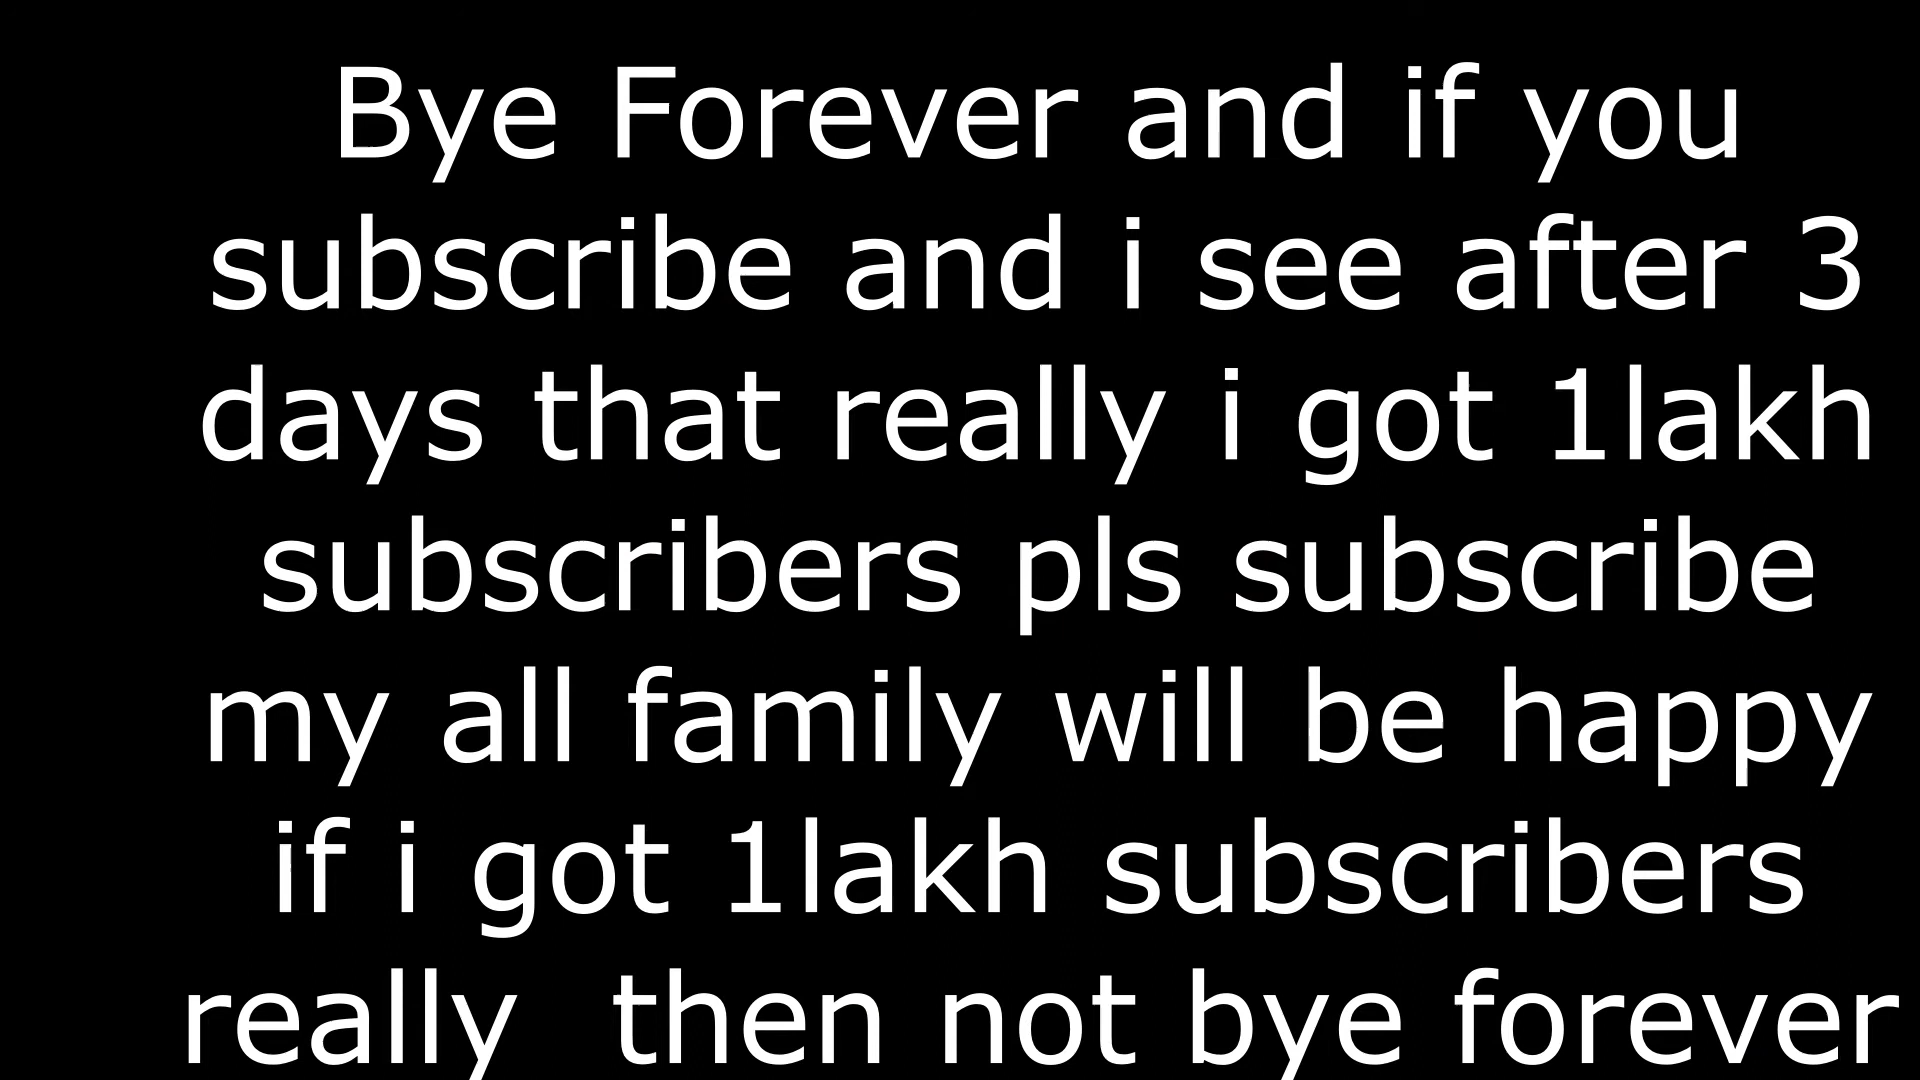 Bye Forever and if you
subscribe and i see after 3
days that really i got 1lakh
subscribers pls subscribe
my all family will be happy
if i got 1lakh subscribers
really  then not bye forever